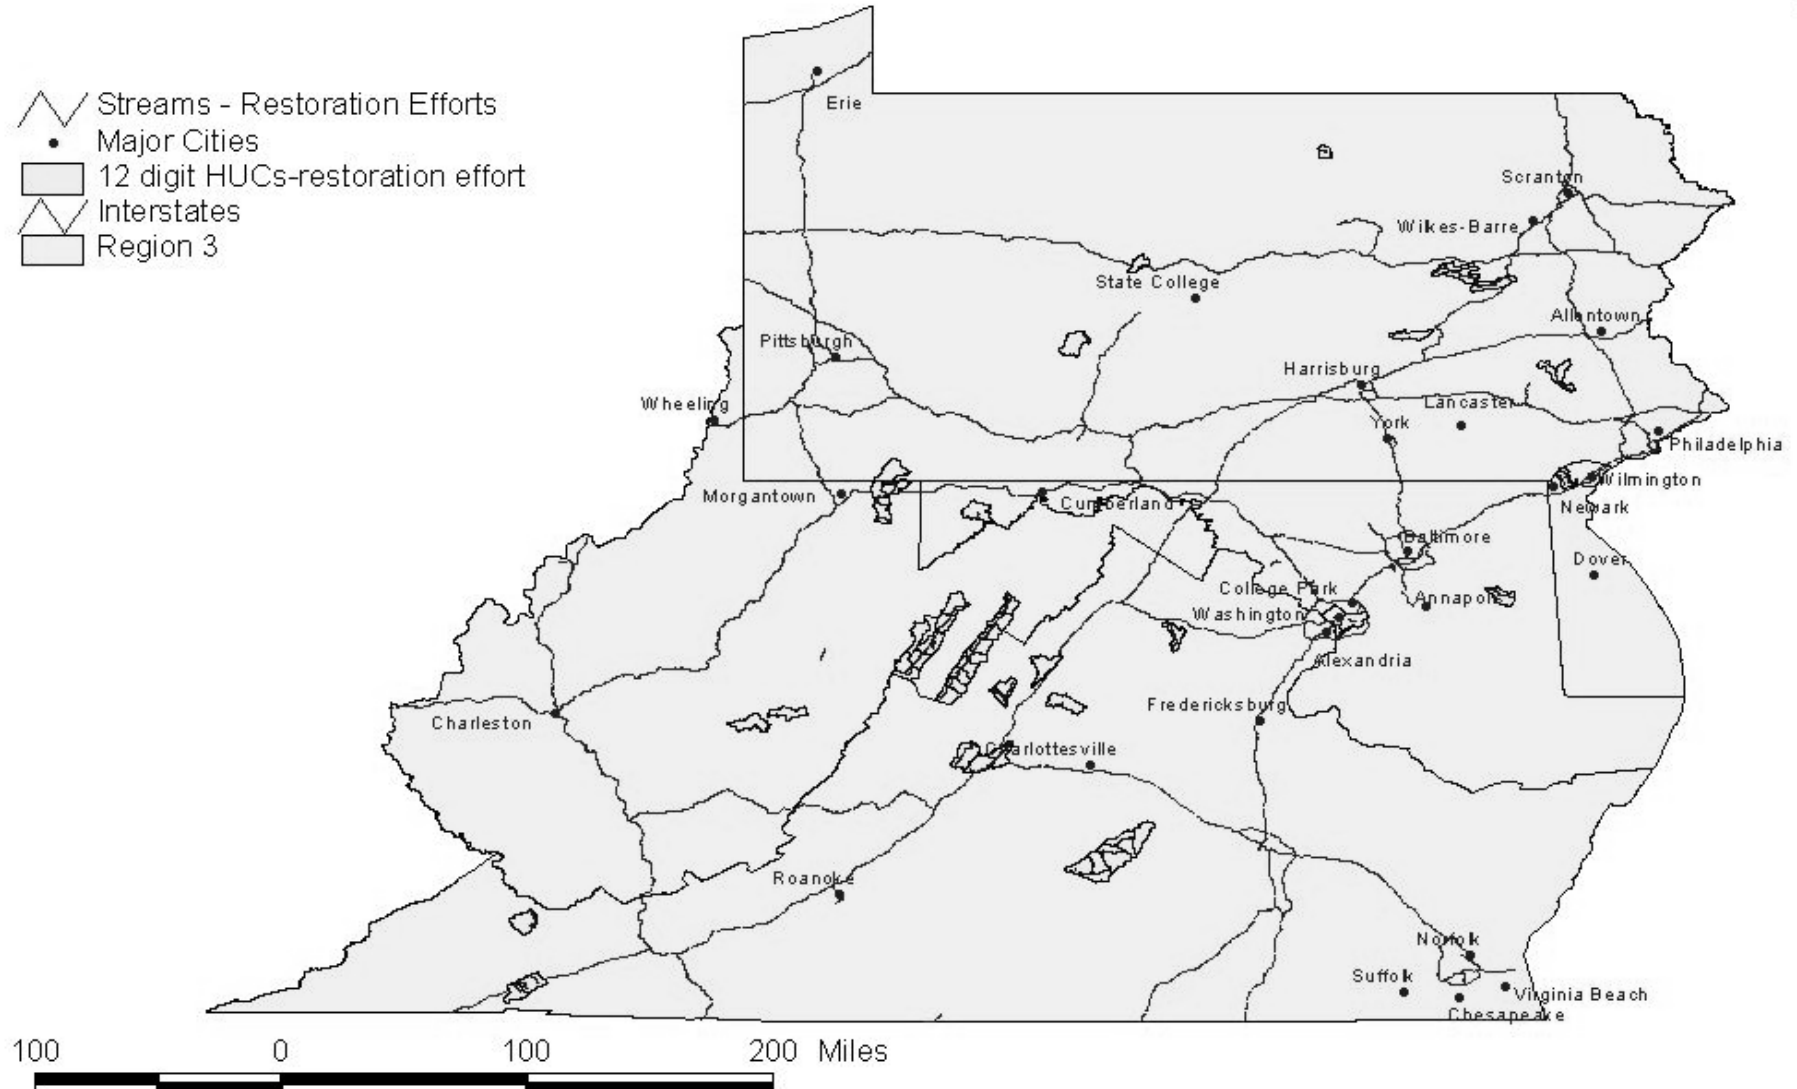 Streams - Restoration Efforts
Major Cities
12 digit HUCs-restoration effort
Interstates
Region 3
Erie
Scranton
Wilkes-Barre
State College
Allentown
Pittsburgh
Harrisburg
Wheeling
Lancaster
York
Philadelphia
Wilmington
Morgantown
Cumberland
Newark
Baltimore
Dover
College Park
Annapolis
Washington
Alexandria
Fredericksburg
Charleston
Charlottesville
Roanoke
Norfolk
Suffolk
Virginia Beach
Chesapeake
100 0 100 200 Miles